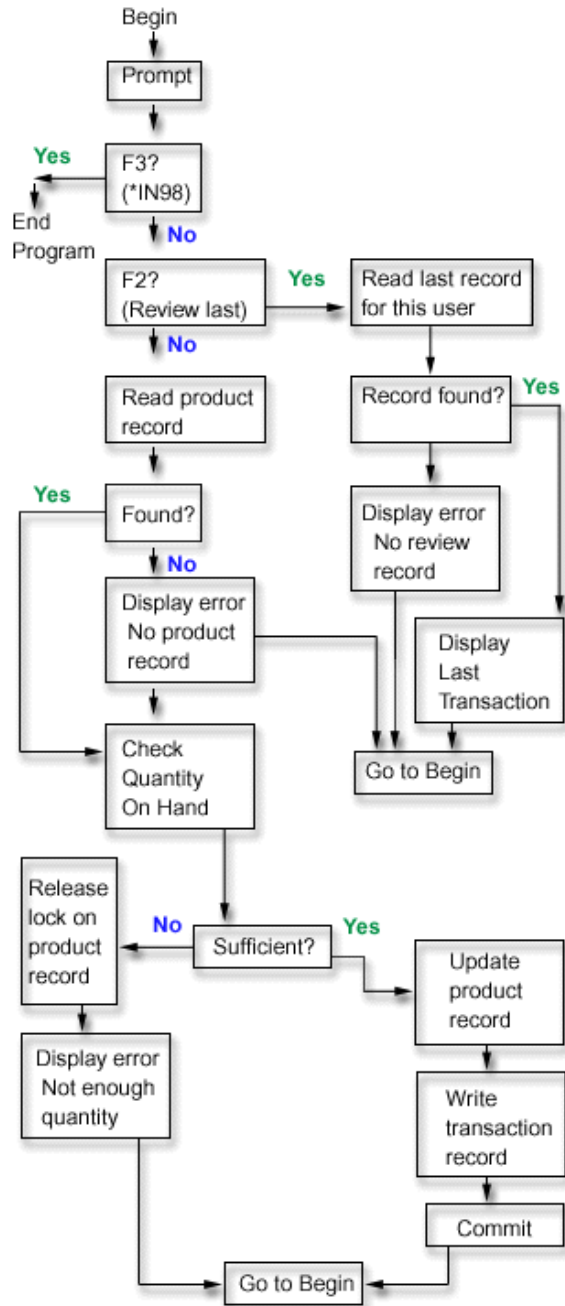 Begin
Prompt
Yes
F3?
(*IN98)
End
Program
No
F2?
(Review last)
Yes
Read last record
for this user
No
Read product
record
Record found?
Yes
Yes
Found?
Display error
No review
record
No
Display error
No product
record
Display
Last
Transaction
Check
Quantity
On Hand
Go to Begin
Release
lock on
product
record
No
Sufficient?
Yes
Update
product
record
Display error
Not enough
quantity
Write
transaction
record
Commit
Go to Begin